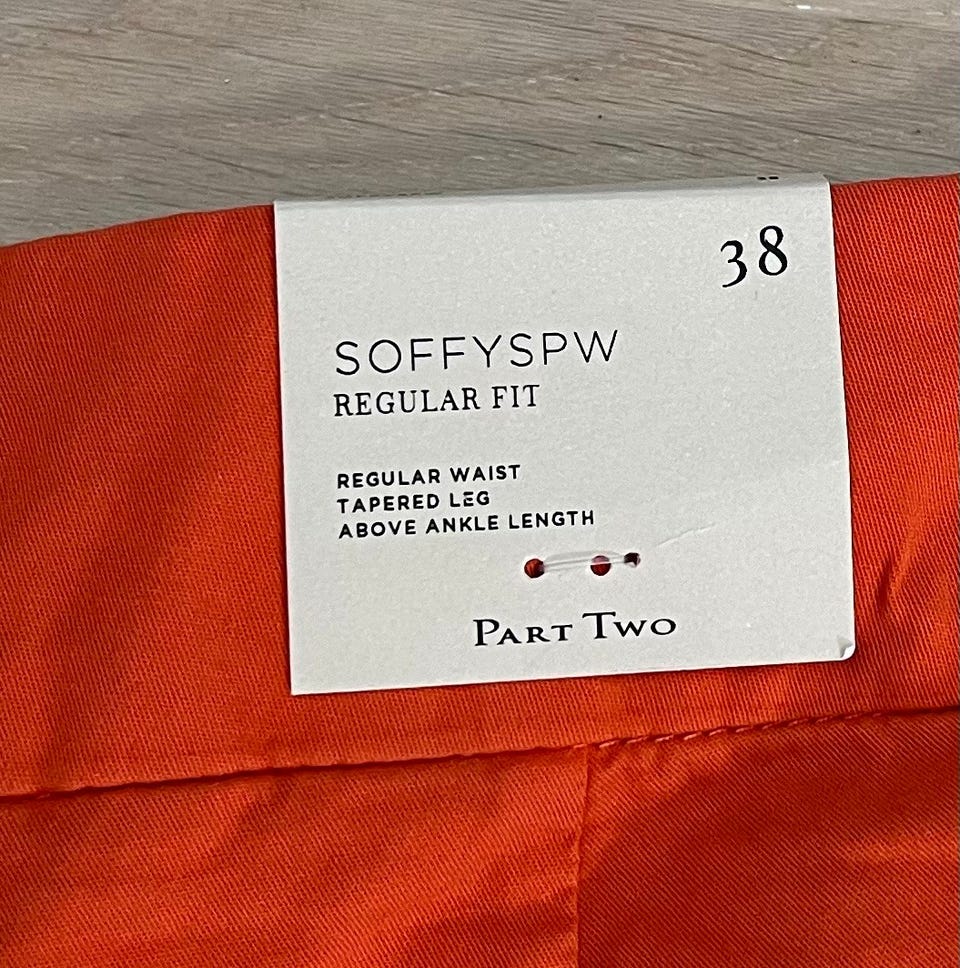 38
SOFFYSPW
REGULAR FIT
REGULAR WAIST
TAPERED LEG
ABOVE ANKLE LENGTH
PART TWO